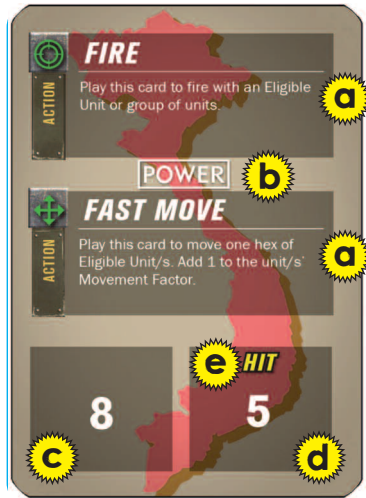 FIRE
ACTION
Play this card to fire with an Eligible
Unit or group of units.
a
POWER
b
FAST MOVE
ACTION
Play this card to move one hex of
Eligible Unit/s. Add 1 to the unit/s'
Movement Factor.
a
e
HIT
8
5
c
d